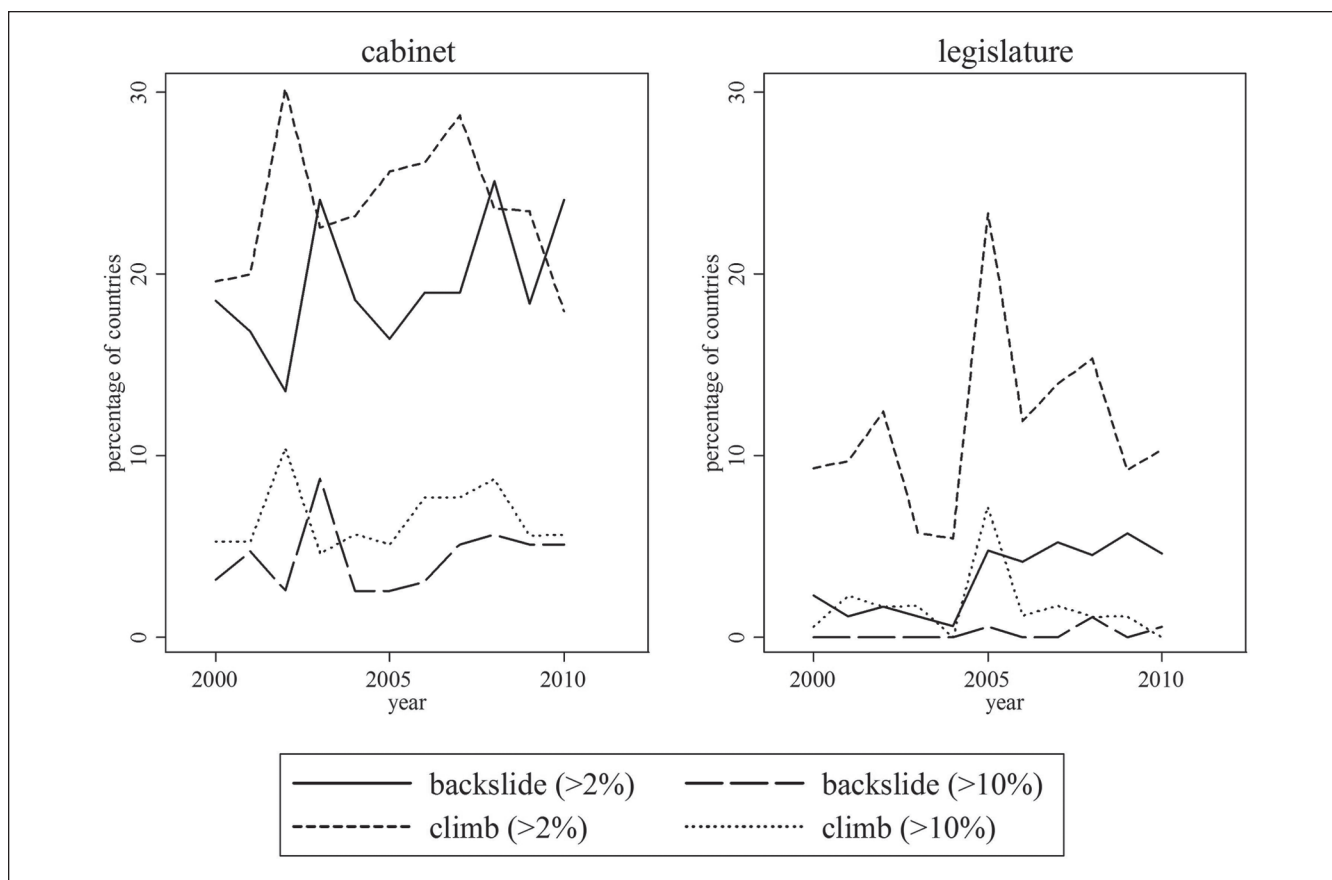 cabinet
percentage of countries
30
20
10
0
2000 2005 2010
year
legislature
percentage of countries
30
20
10
0
2000 2005 2010
year
backslide (>2%) backslide (>10%)
climb (>2%) climb (>10%)